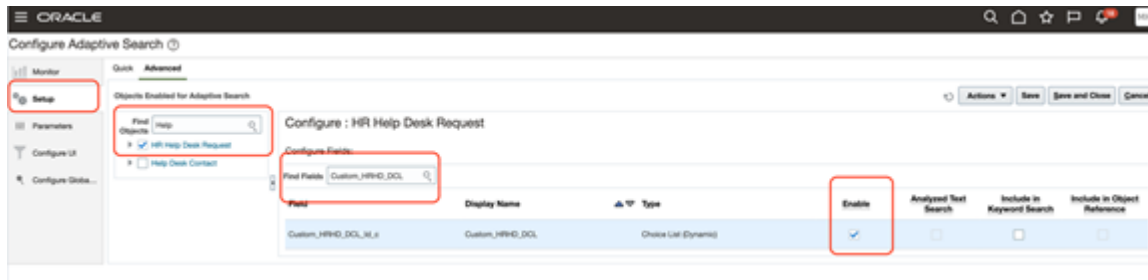 ORACLE
Configure Adaptive Search
Monitor
Setup
Parameters
Configure UI
Configure Globa...
Quick Advanced
Objects Enabled for Adaptive Search
Find Objects Help
HR Help Desk Request
Help Desk Contact
Actions Save Save and Close Cance
Configure : HR Help Desk Request
Configure Fields:
Find Fields Custom_HRHD_DCL
Field Display Name Type Enable Analyzed Text Search Include in Keyword Search Include in Object Reference
Custom_HRHD_DCL_Id_c Custom_HRHD_DCL Choice List (Dynamic)